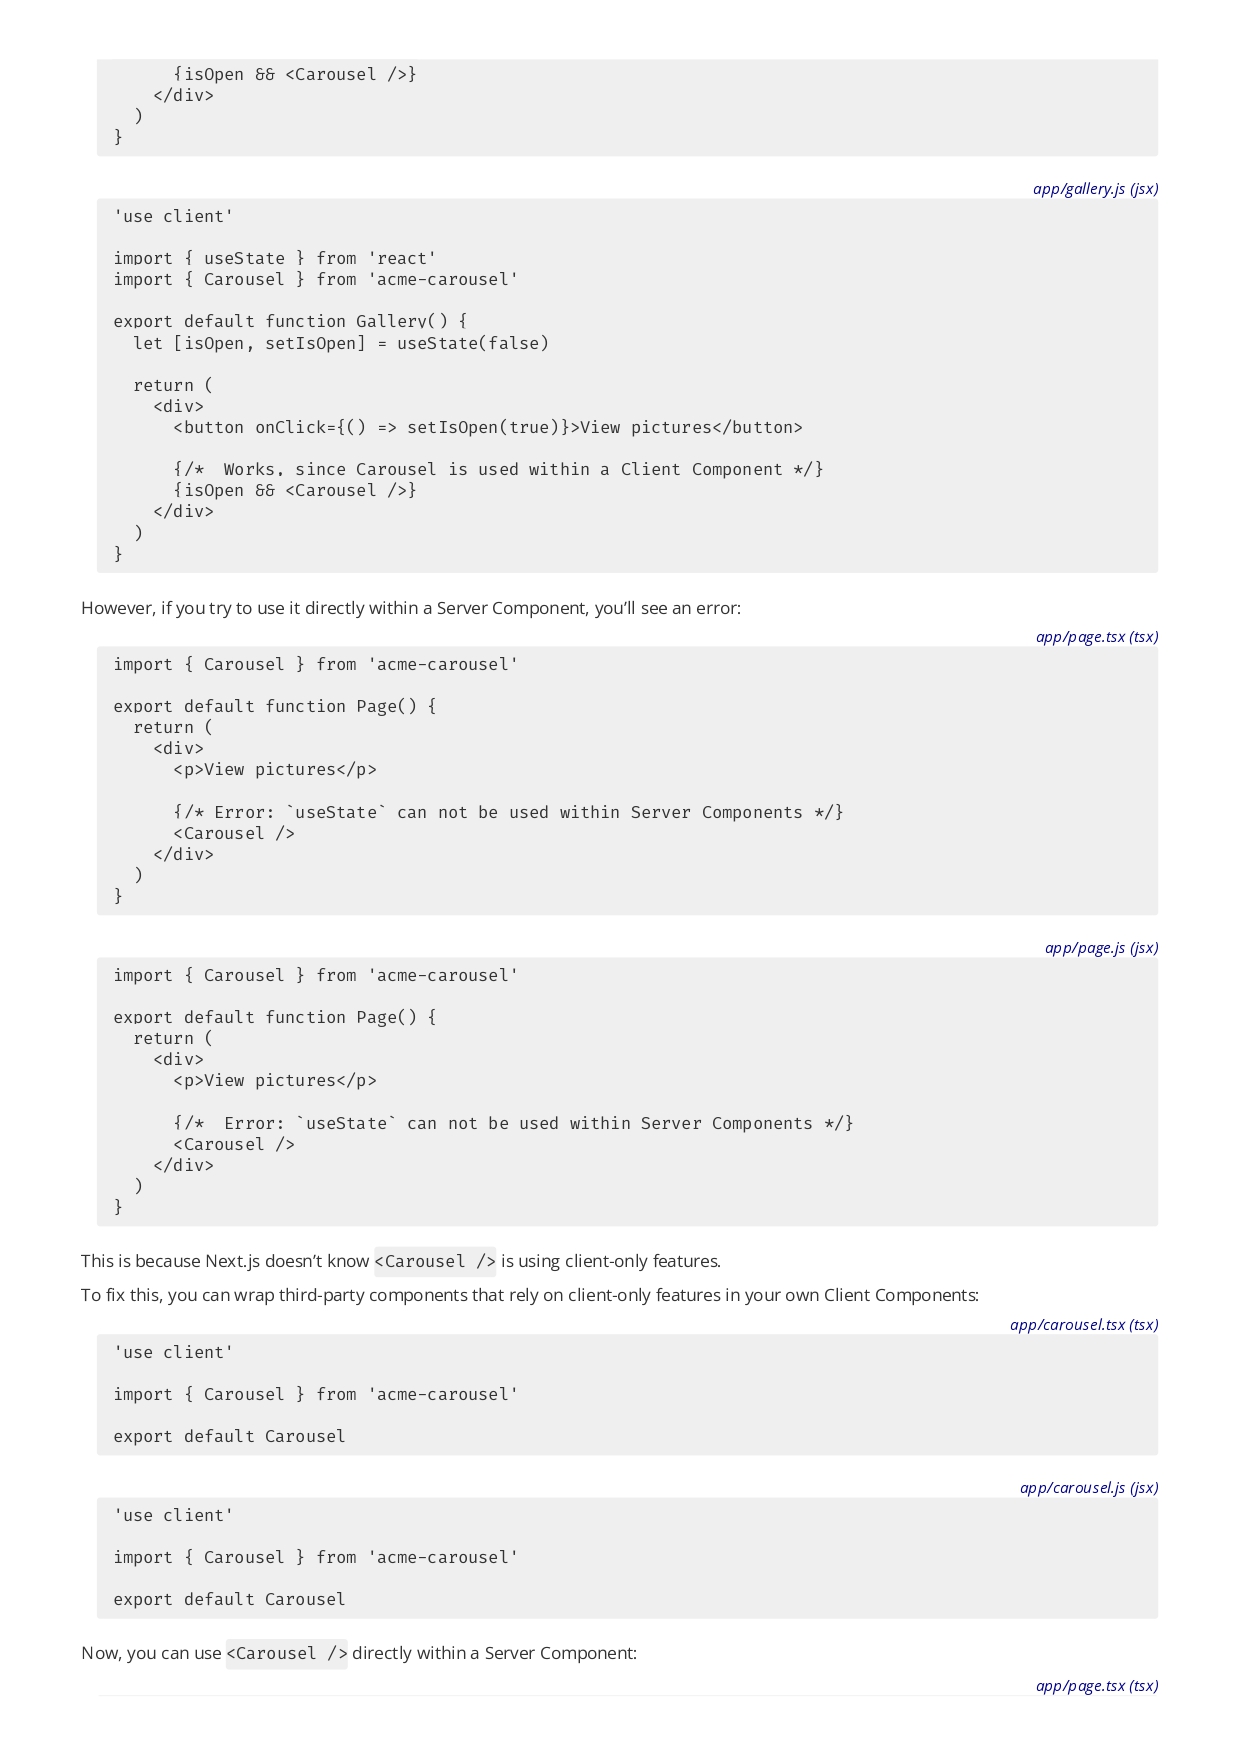 {isOpen && <Carousel />}
    </div>
  )
}
app/gallery.js (jsx)
'use client'

import { useState } from 'react'
import { Carousel } from 'acme-carousel'

export default function Gallery() {
  let [isOpen, setIsOpen] = useState(false)

  return (
    <div>
      <button onClick={() => setIsOpen(true)}>View pictures</button>

      {/*  Works, since Carousel is used within a Client Component */}
      {isOpen && <Carousel />}
    </div>
  )
}
However, if you try to use it directly within a Server Component, you’ll see an error:
app/page.tsx (tsx)
import { Carousel } from 'acme-carousel'

export default function Page() {
  return (
    <div>
      <p>View pictures</p>

      {/* Error: `useState` can not be used within Server Components */}
      <Carousel />
    </div>
  )
}
app/page.js (jsx)
import { Carousel } from 'acme-carousel'

export default function Page() {
  return (
    <div>
      <p>View pictures</p>

      {/*  Error: `useState` can not be used within Server Components */}
      <Carousel />
    </div>
  )
}
This is because Next.js doesn’t know <Carousel /> is using client-only features.
To fix this, you can wrap third-party components that rely on client-only features in your own Client Components:
app/carousel.tsx (tsx)
'use client'

import { Carousel } from 'acme-carousel'

export default Carousel
app/carousel.js (jsx)
'use client'

import { Carousel } from 'acme-carousel'

export default Carousel
Now, you can use <Carousel /> directly within a Server Component:
app/page.tsx (tsx)